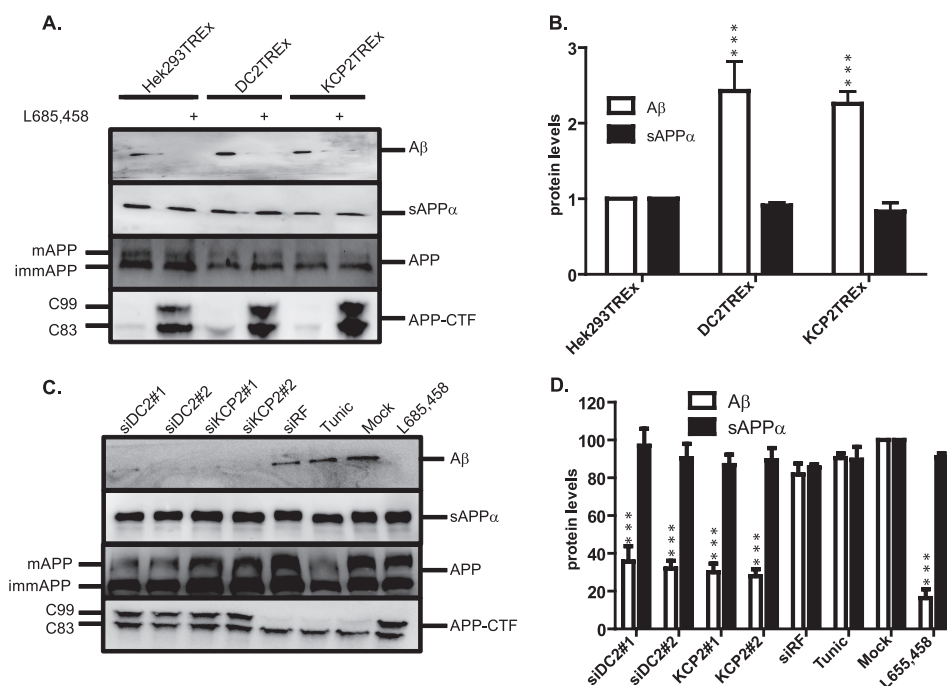 A.
Hek293TREx
DC2TREx
KCP2TREx
L685,458 + + +
Aβ
sAPPα
mAPP
immAPP
APP
C99
C83
APP-CTF
B.
3
2
1
0
protein levels
Aβ
sAPPα
***
***
Hek293TREx
DC2TREx
KCP2TREx
C.
siDC2#1
siDC2#2
siKCP2#1
siKCP2#2
siRF
Tunic
Mock
L685,458
Aβ
sAPPα
mAPP
immAPP
APP
C99
C83
APP-CTF
D.
120
100
80
60
40
20
0
protein levels
Aβ
sAPPα
***
***
***
***
***
siDC2#1
siDC2#2
KCP2#1
KCP2#2
siRF
Tunic
Mock
L655,458